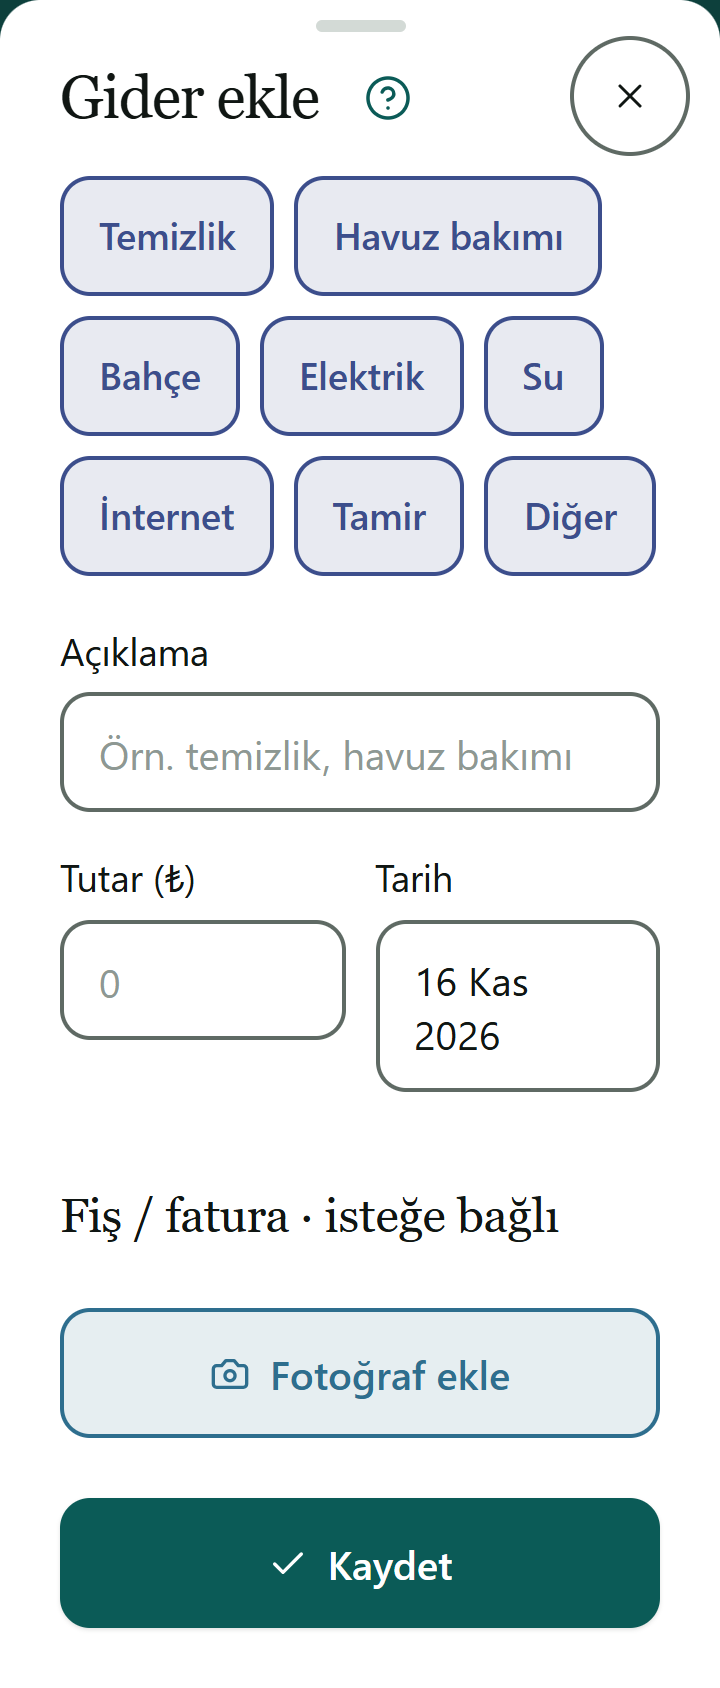 Gider ekle ?
Temizlik Havuz bakımı
Bahçe Elektrik Su
İnternet Tamir Diğer
Açıklama
Örn. temizlik, havuz bakımı
Tutar (₺) Tarih
0 16 Kas
2026
Fiş / fatura · isteğe bağlı
Fotoğraf ekle
Kaydet